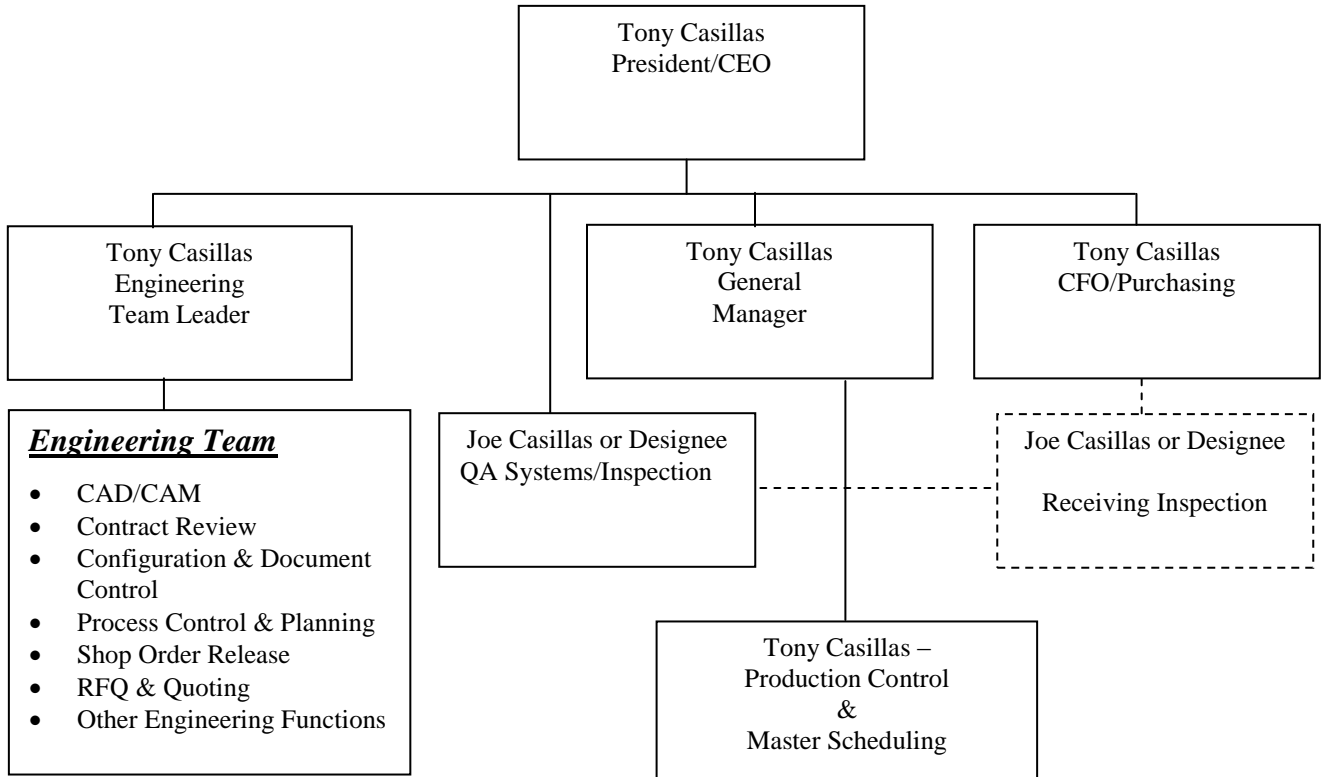 Tony Casillas
President/CEO
Tony Casillas
Engineering
Team Leader
Tony Casillas
General
Manager
Tony Casillas
CFO/Purchasing
Engineering Team
• CAD/CAM
• Contract Review
• Configuration & Document
Control
• Process Control & Planning
• Shop Order Release
• RFQ & Quoting
• Other Engineering Functions
Joe Casillas or Designee
QA Systems/Inspection
Joe Casillas or Designee
Receiving Inspection
Tony Casillas –
Production Control
&
Master Scheduling